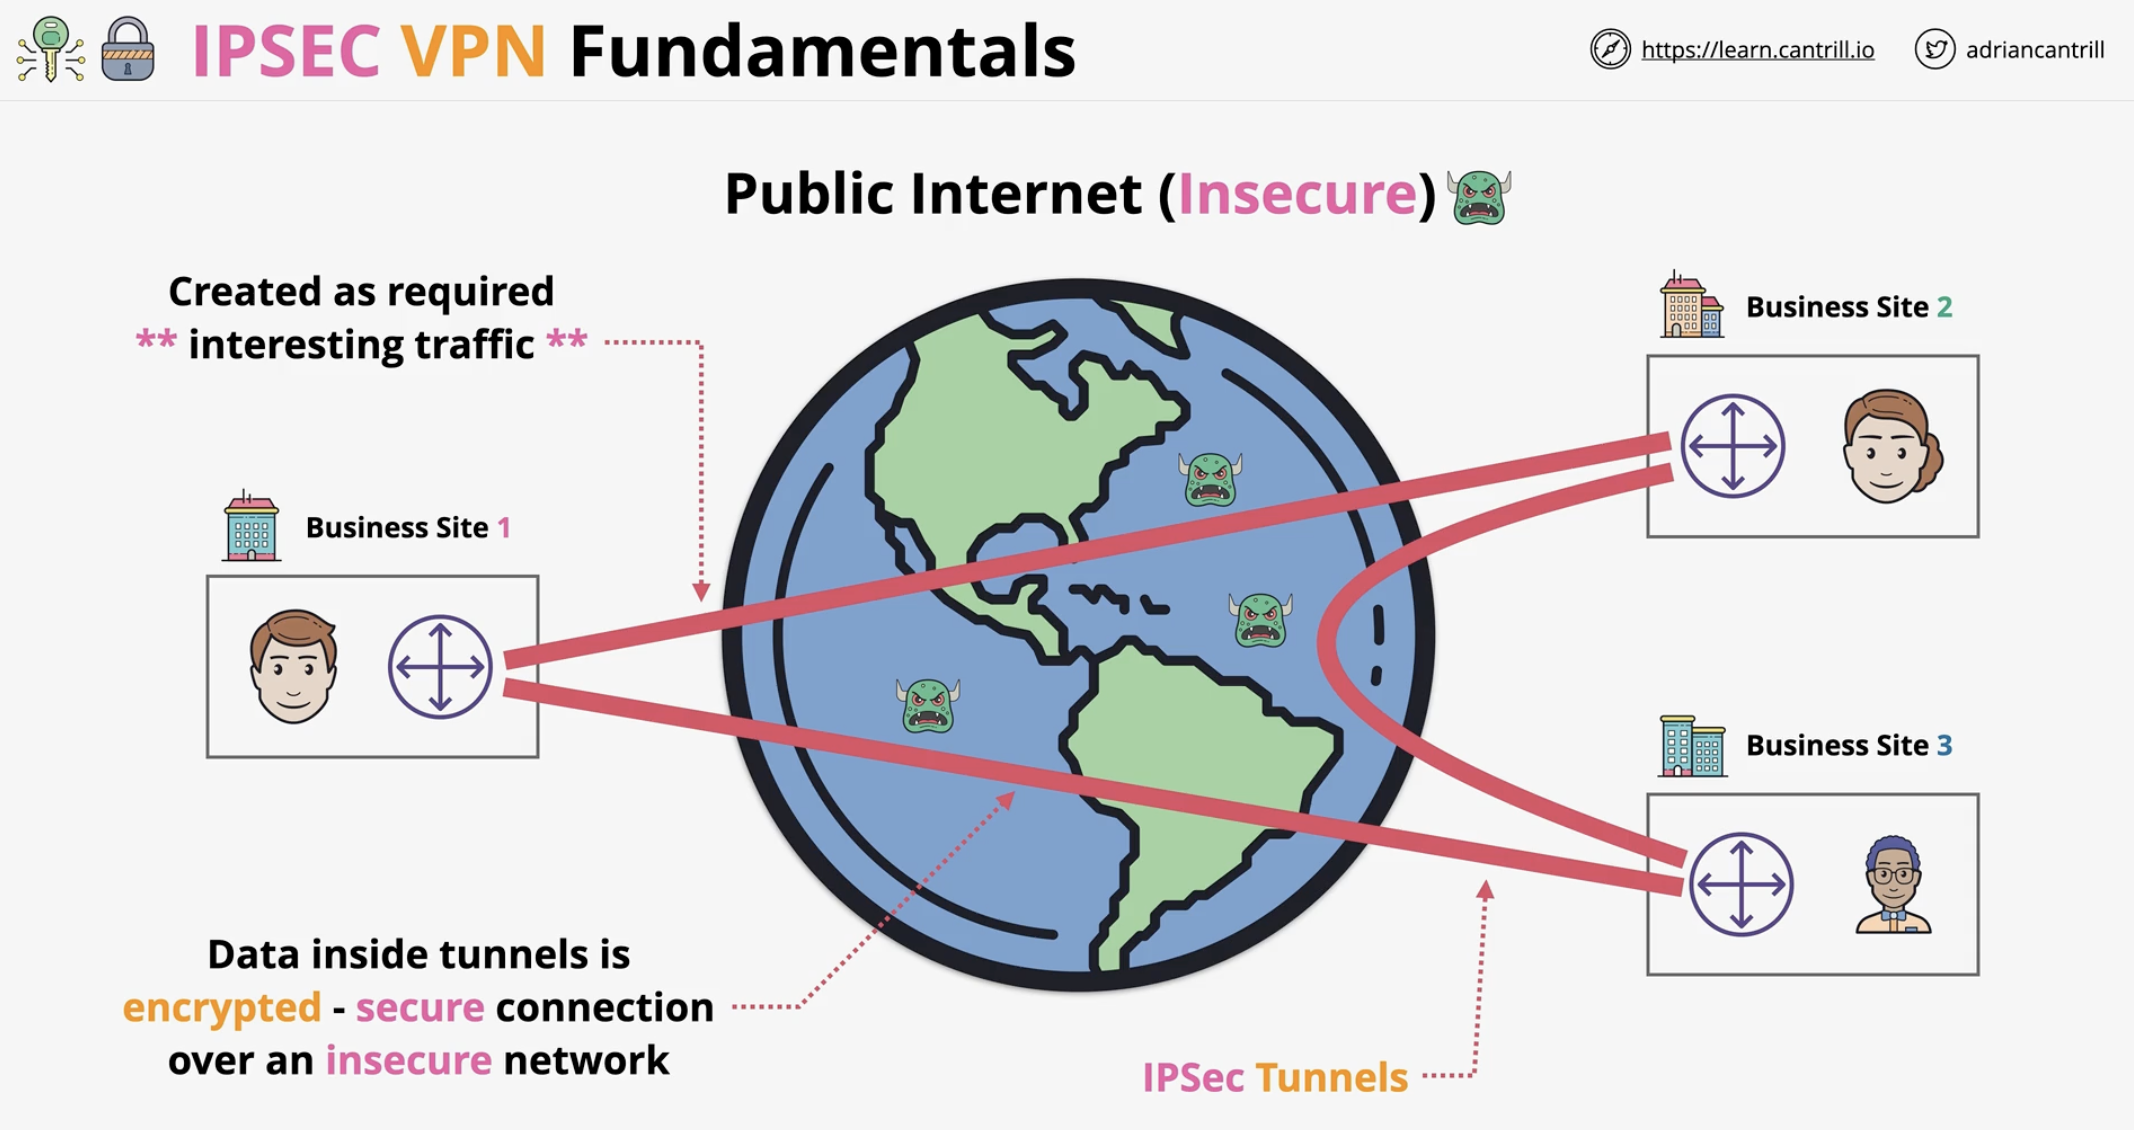 IPSEC VPN Fundamentals
https://learn.cantrill.io
adriancantrill
Public Internet (Insecure)
Created as required
** interesting traffic **
Business Site 2
Business Site 1
Business Site 3
Data inside tunnels is
encrypted - secure connection
over an insecure network
IPSec Tunnels